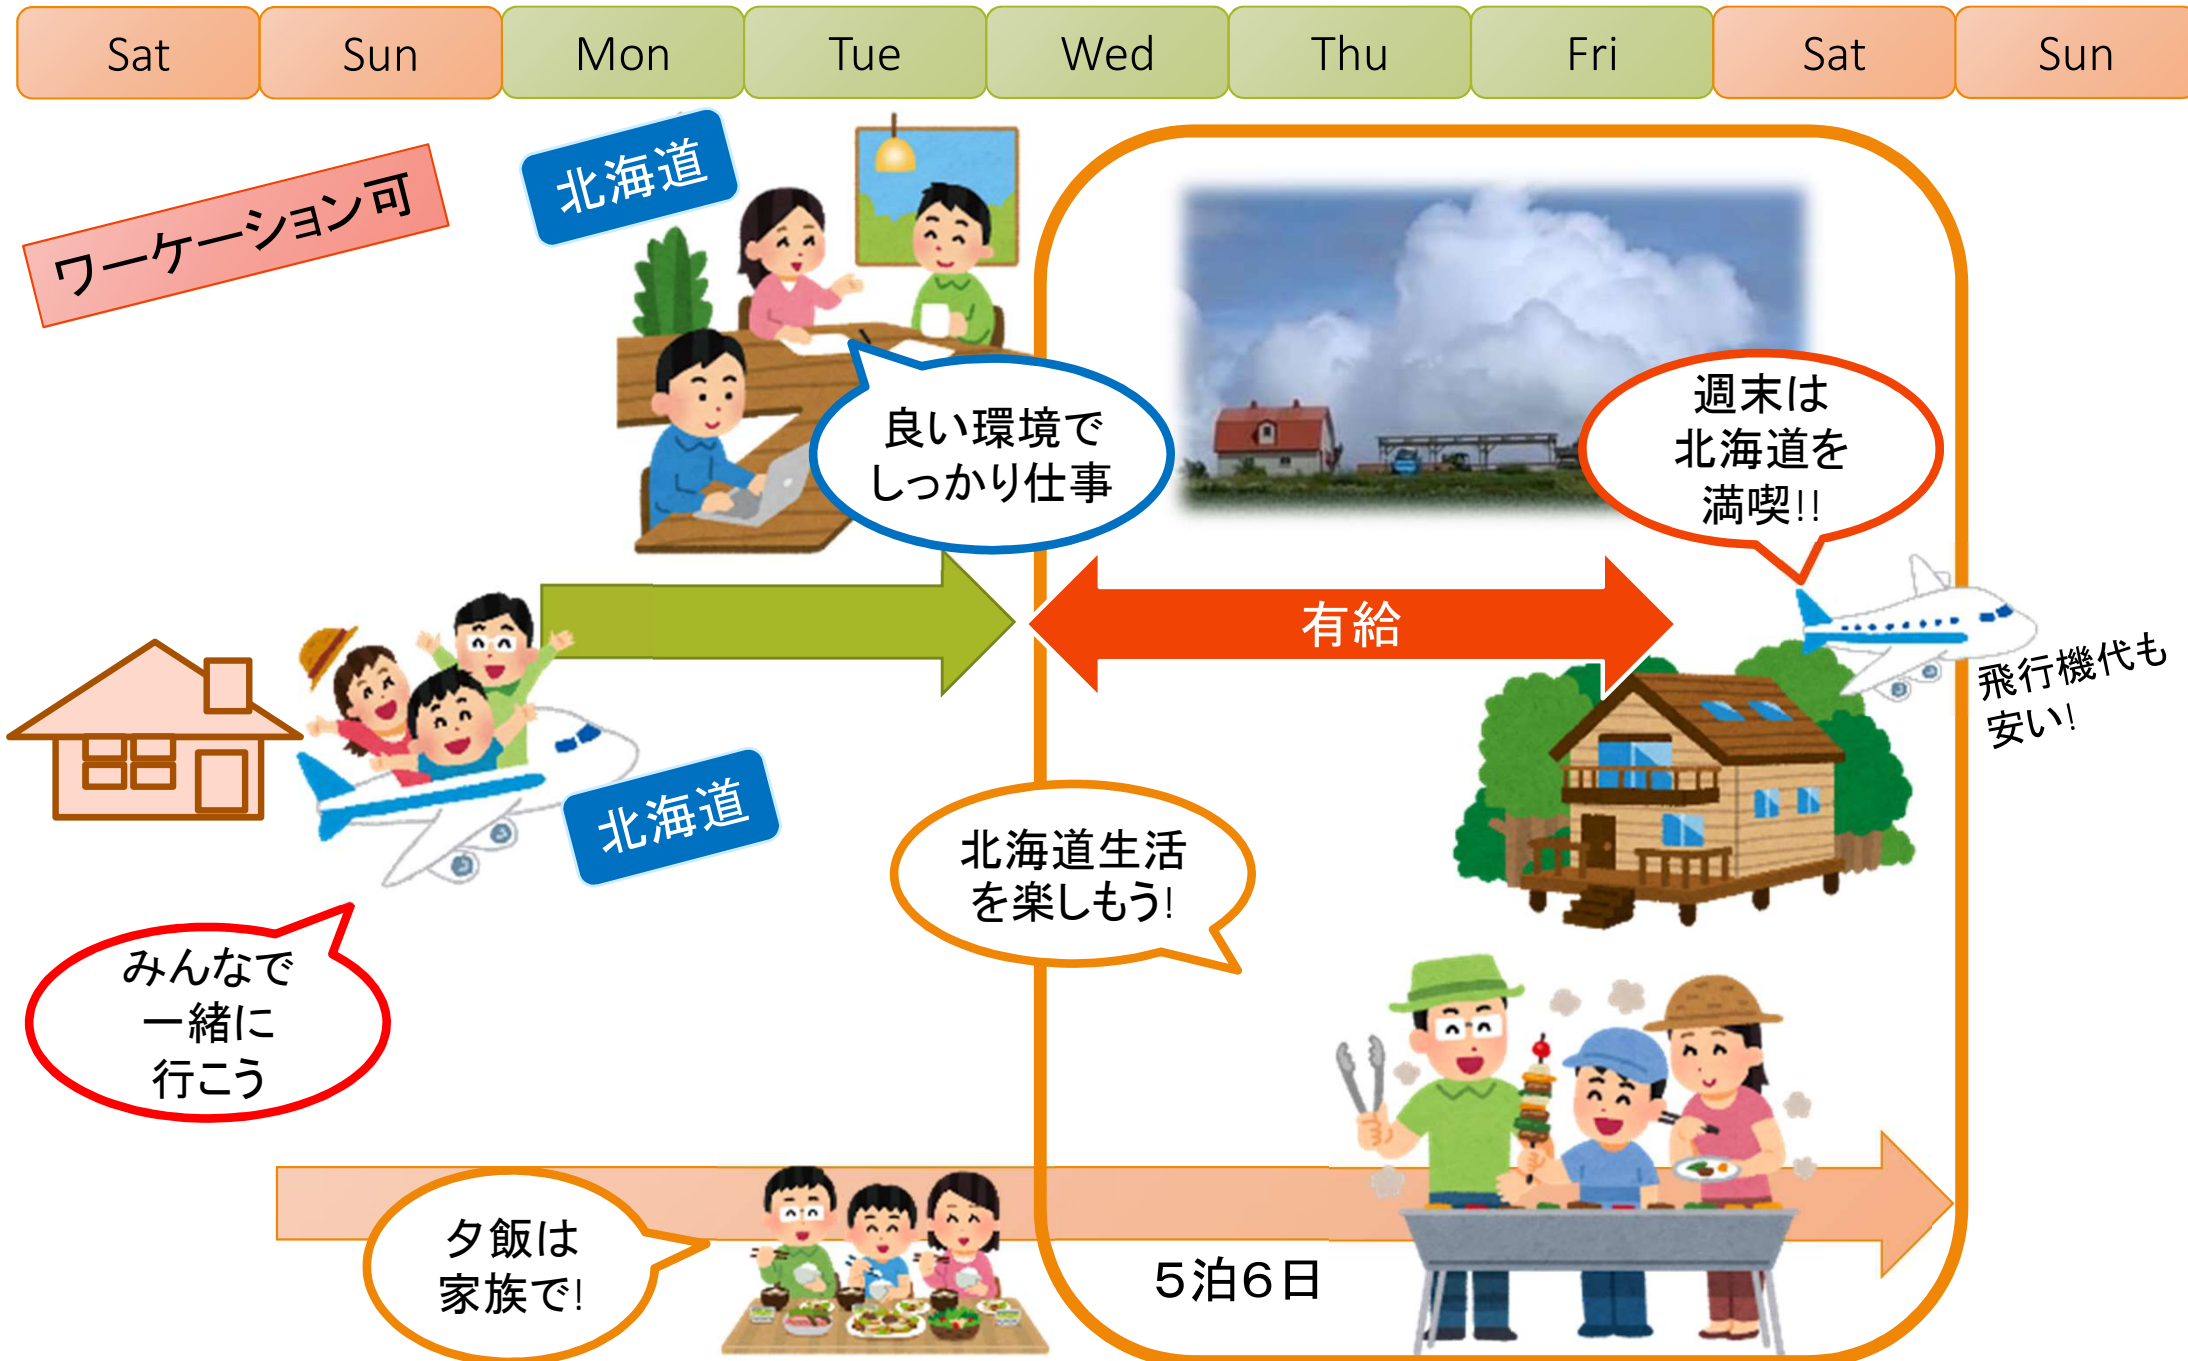 Sat Sun Mon Tue Wed Thu Fri Sat Sun
ワーケーション可
北海道
良い環境で
しっかり仕事
週末は
北海道を
満喫!!
有給
飛行機代も
安い!
北海道
北海道生活
を楽しもう!
みんなで
一緒に
行こう
夕飯は
家族で!
５泊６日